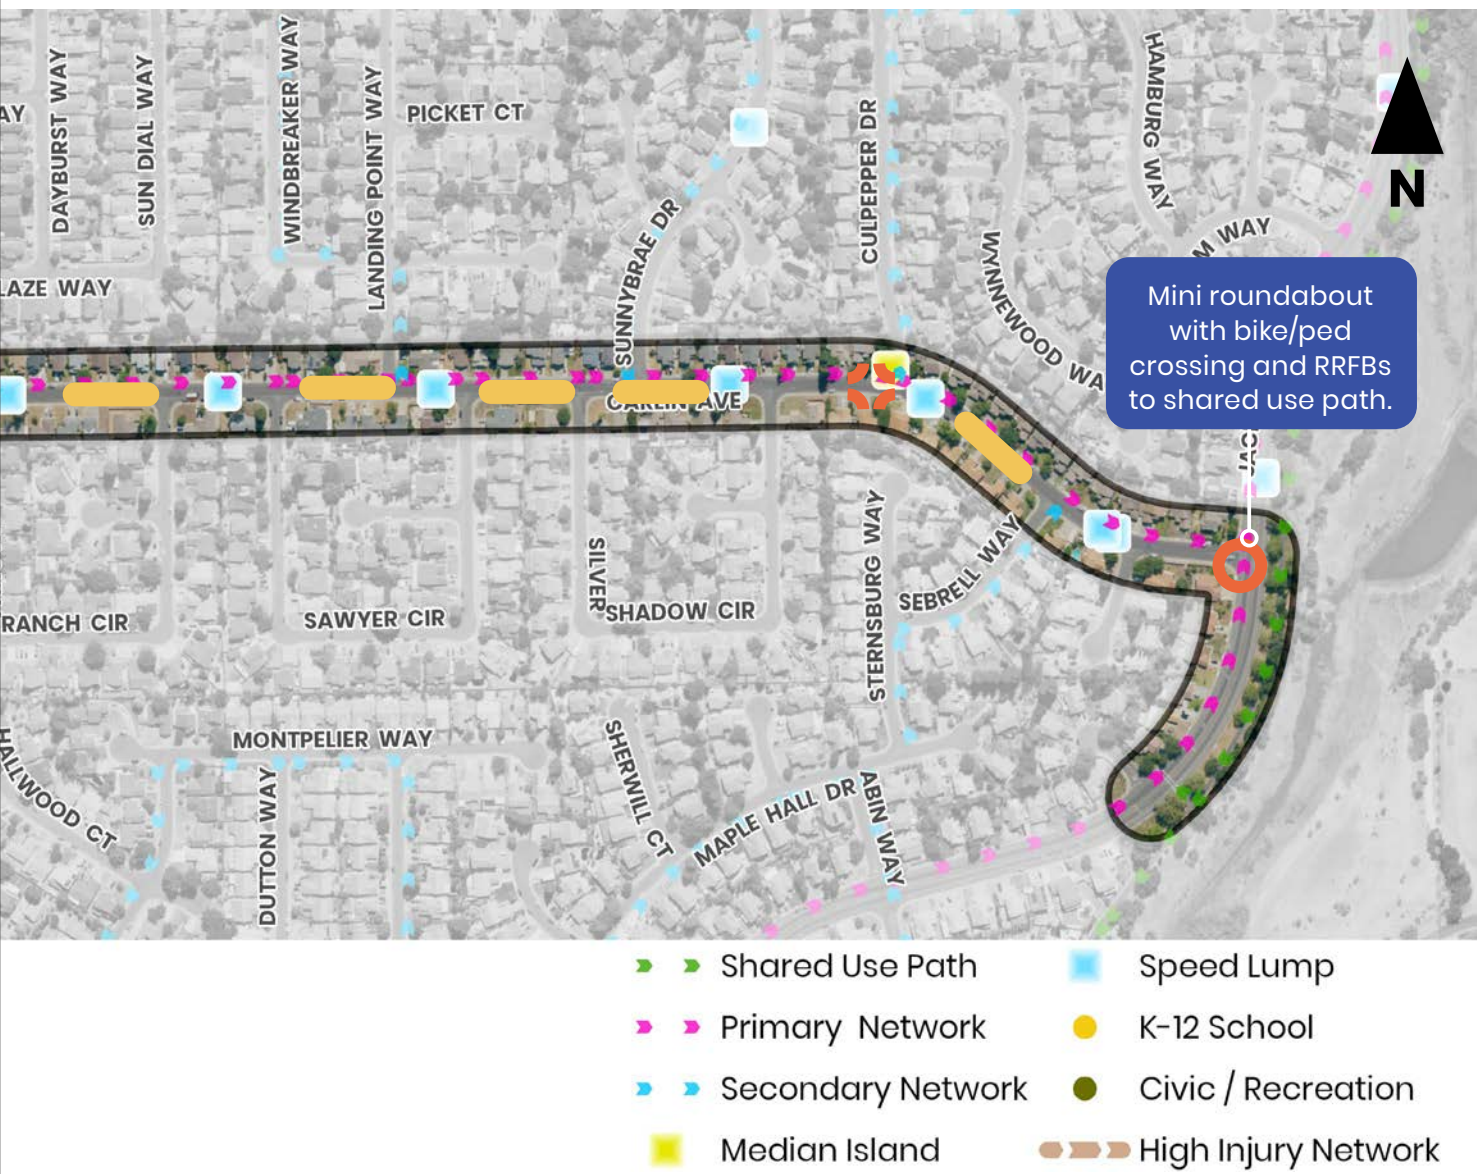 HAMBURG WAY
WINDBREAKER WAY
DAYBURST WAY
SUN DIAL WAY
LANDING POINT WAY
PICKET CT
AY
CULPEPPER DR
N
SUNNYBRAE DR
M WAY
WYNNEWOOD WA
LAZE WAY
Mini roundabout
with bike/ped
crossing and RRFBs
to shared use path.
CARLIN AVE
JAC
STERNSBURG WAY
SEBRELL WAY
SILVER
SHADOW CIR
SAWYER CIR
RANCH CIR
MONTPELIER WAY
HALLWOOD CT
DUTTON WAY
SHERWILL CT
MAPLE HALL DR
ABIN WAY
Shared Use Path
Speed Lump
Primary Network
K-12 School
Secondary Network
Civic / Recreation
Median Island
High Injury Network